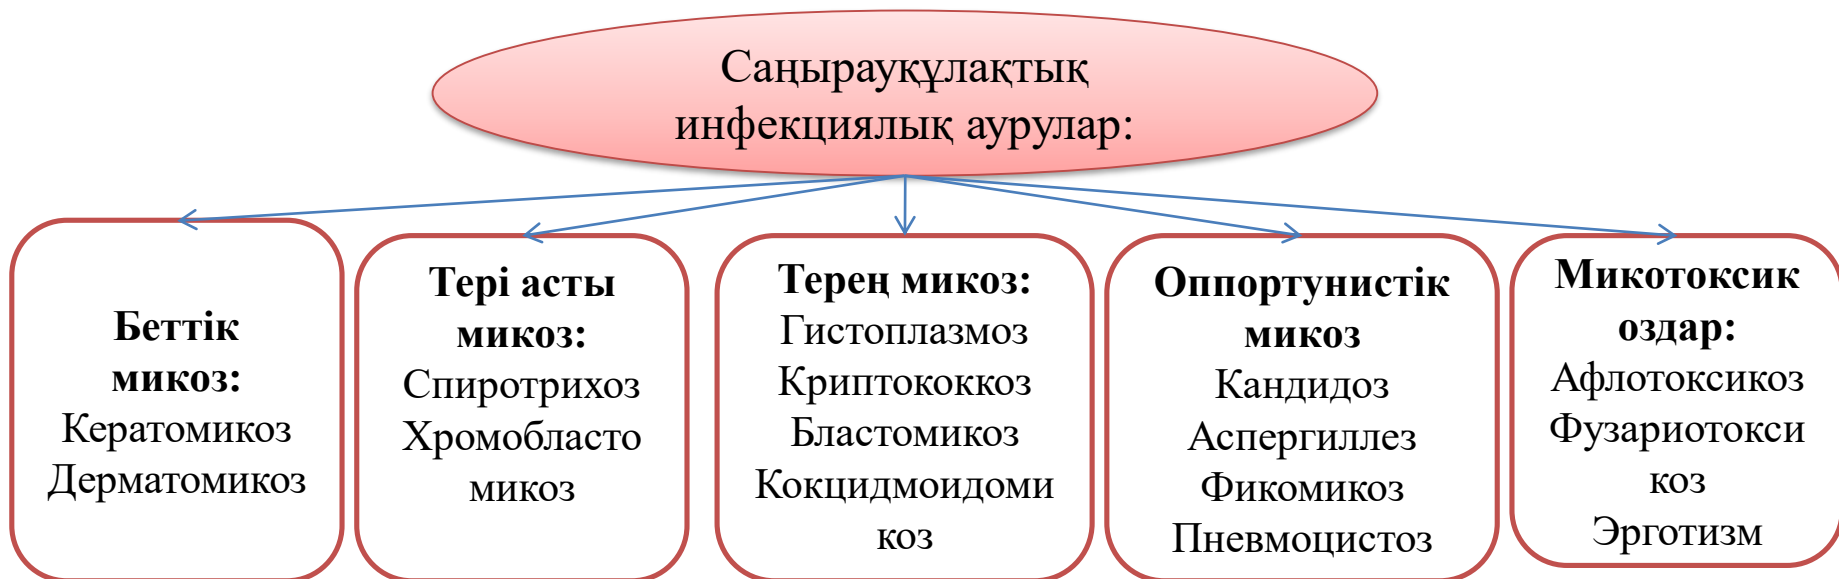 Саңырауқұлақтық
инфекциялық аурулар:
Беттік
микоз:
Кератомикоз
Дерматомикоз
Тері асты
микоз:
Спиротрихоз
Хромобласто
микоз
Терең микоз:
Гистоплазмоз
Криптококкоз
Бластомикоз
Кокцидмоидоми
коз
Оппортунистік
микоз
Кандидоз
Аспергиллез
Фикомикоз
Пневмоцистоз
Микотоксик
оздар:
Афлотоксикоз
Фузариотокси
коз
Эрготизм